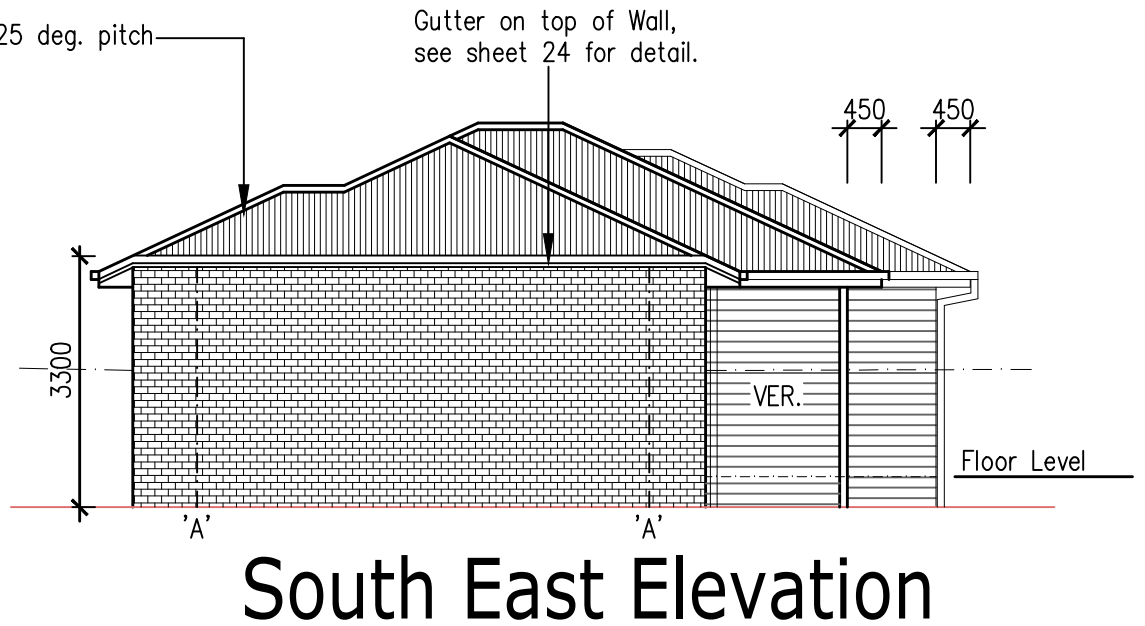 25 deg. pitch
Gutter on top of Wall,
see sheet 24 for detail.
450 450
3300
VER.
Floor Level
'A' 'A'
South East Elevation